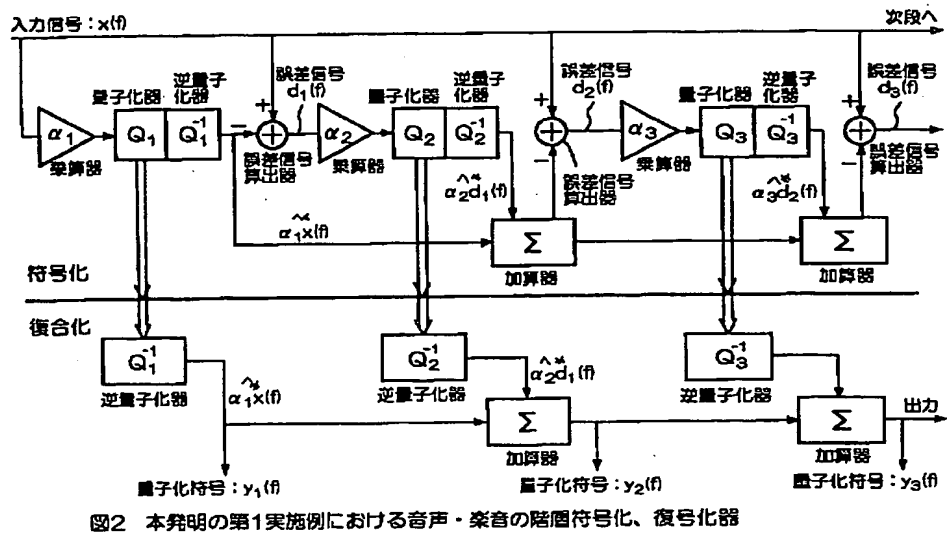 入力信号：x(f)
次段へ
量子化器
逆量子
化器
誤差信号
d₁(f)
量子化器
逆量子
化器
誤差信号
d₂(f)
量子化器
逆量子
化器
誤差信号
d₃(f)
α₁
Q₁
Q₁⁻¹
−
+
α₂
Q₂
Q₂⁻¹
+
−
α₃
Q₃
Q₃⁻¹
+
−
乗算器
誤差信号
算出器
乗算器
誤差信号
算出器
乗算器
誤差信号
算出器
α₂d̂₁*(f)
α₃d̂₂*(f)
α₁x̂*(f)
Σ
Σ
加算器
加算器
符号化
復合化
Q₁⁻¹
Q₂⁻¹
Q₃⁻¹
逆量子化器
逆量子化器
逆量子化器
α₁x̂*(f)
α₂d̂₁*(f)
Σ
Σ
出力
加算器
加算器
量子化符号：y₁(f)
量子化符号：y₂(f)
量子化符号：y₃(f)
図2　本発明の第1実施例における音声・楽音の階層符号化、復号化器